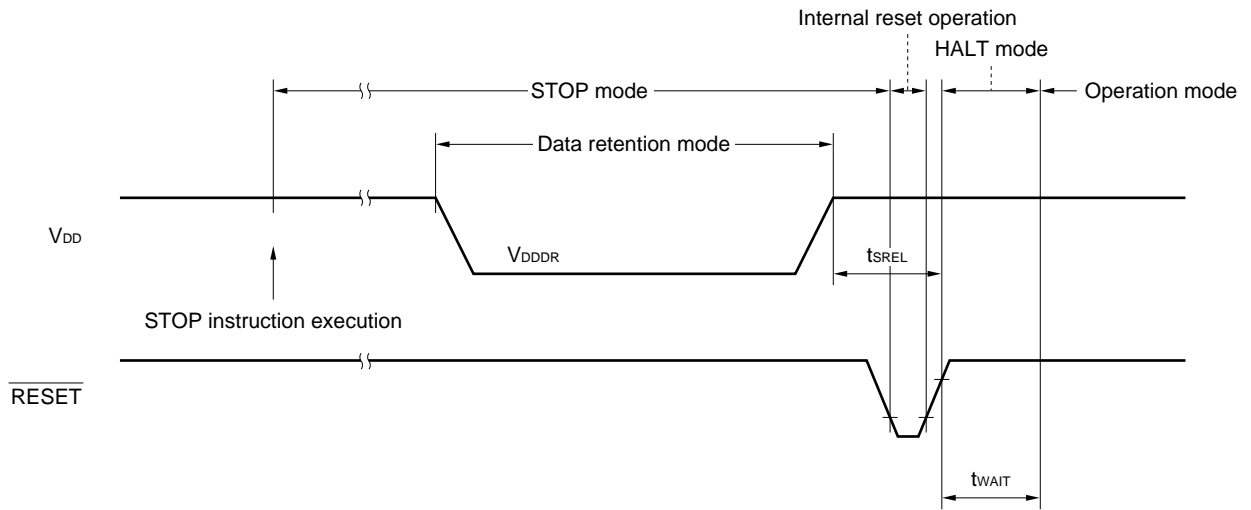 Internal reset operation
HALT mode
STOP mode
Operation mode
Data retention mode
VDD
VDDDR
tSREL
STOP instruction execution
RESET
tWAIT